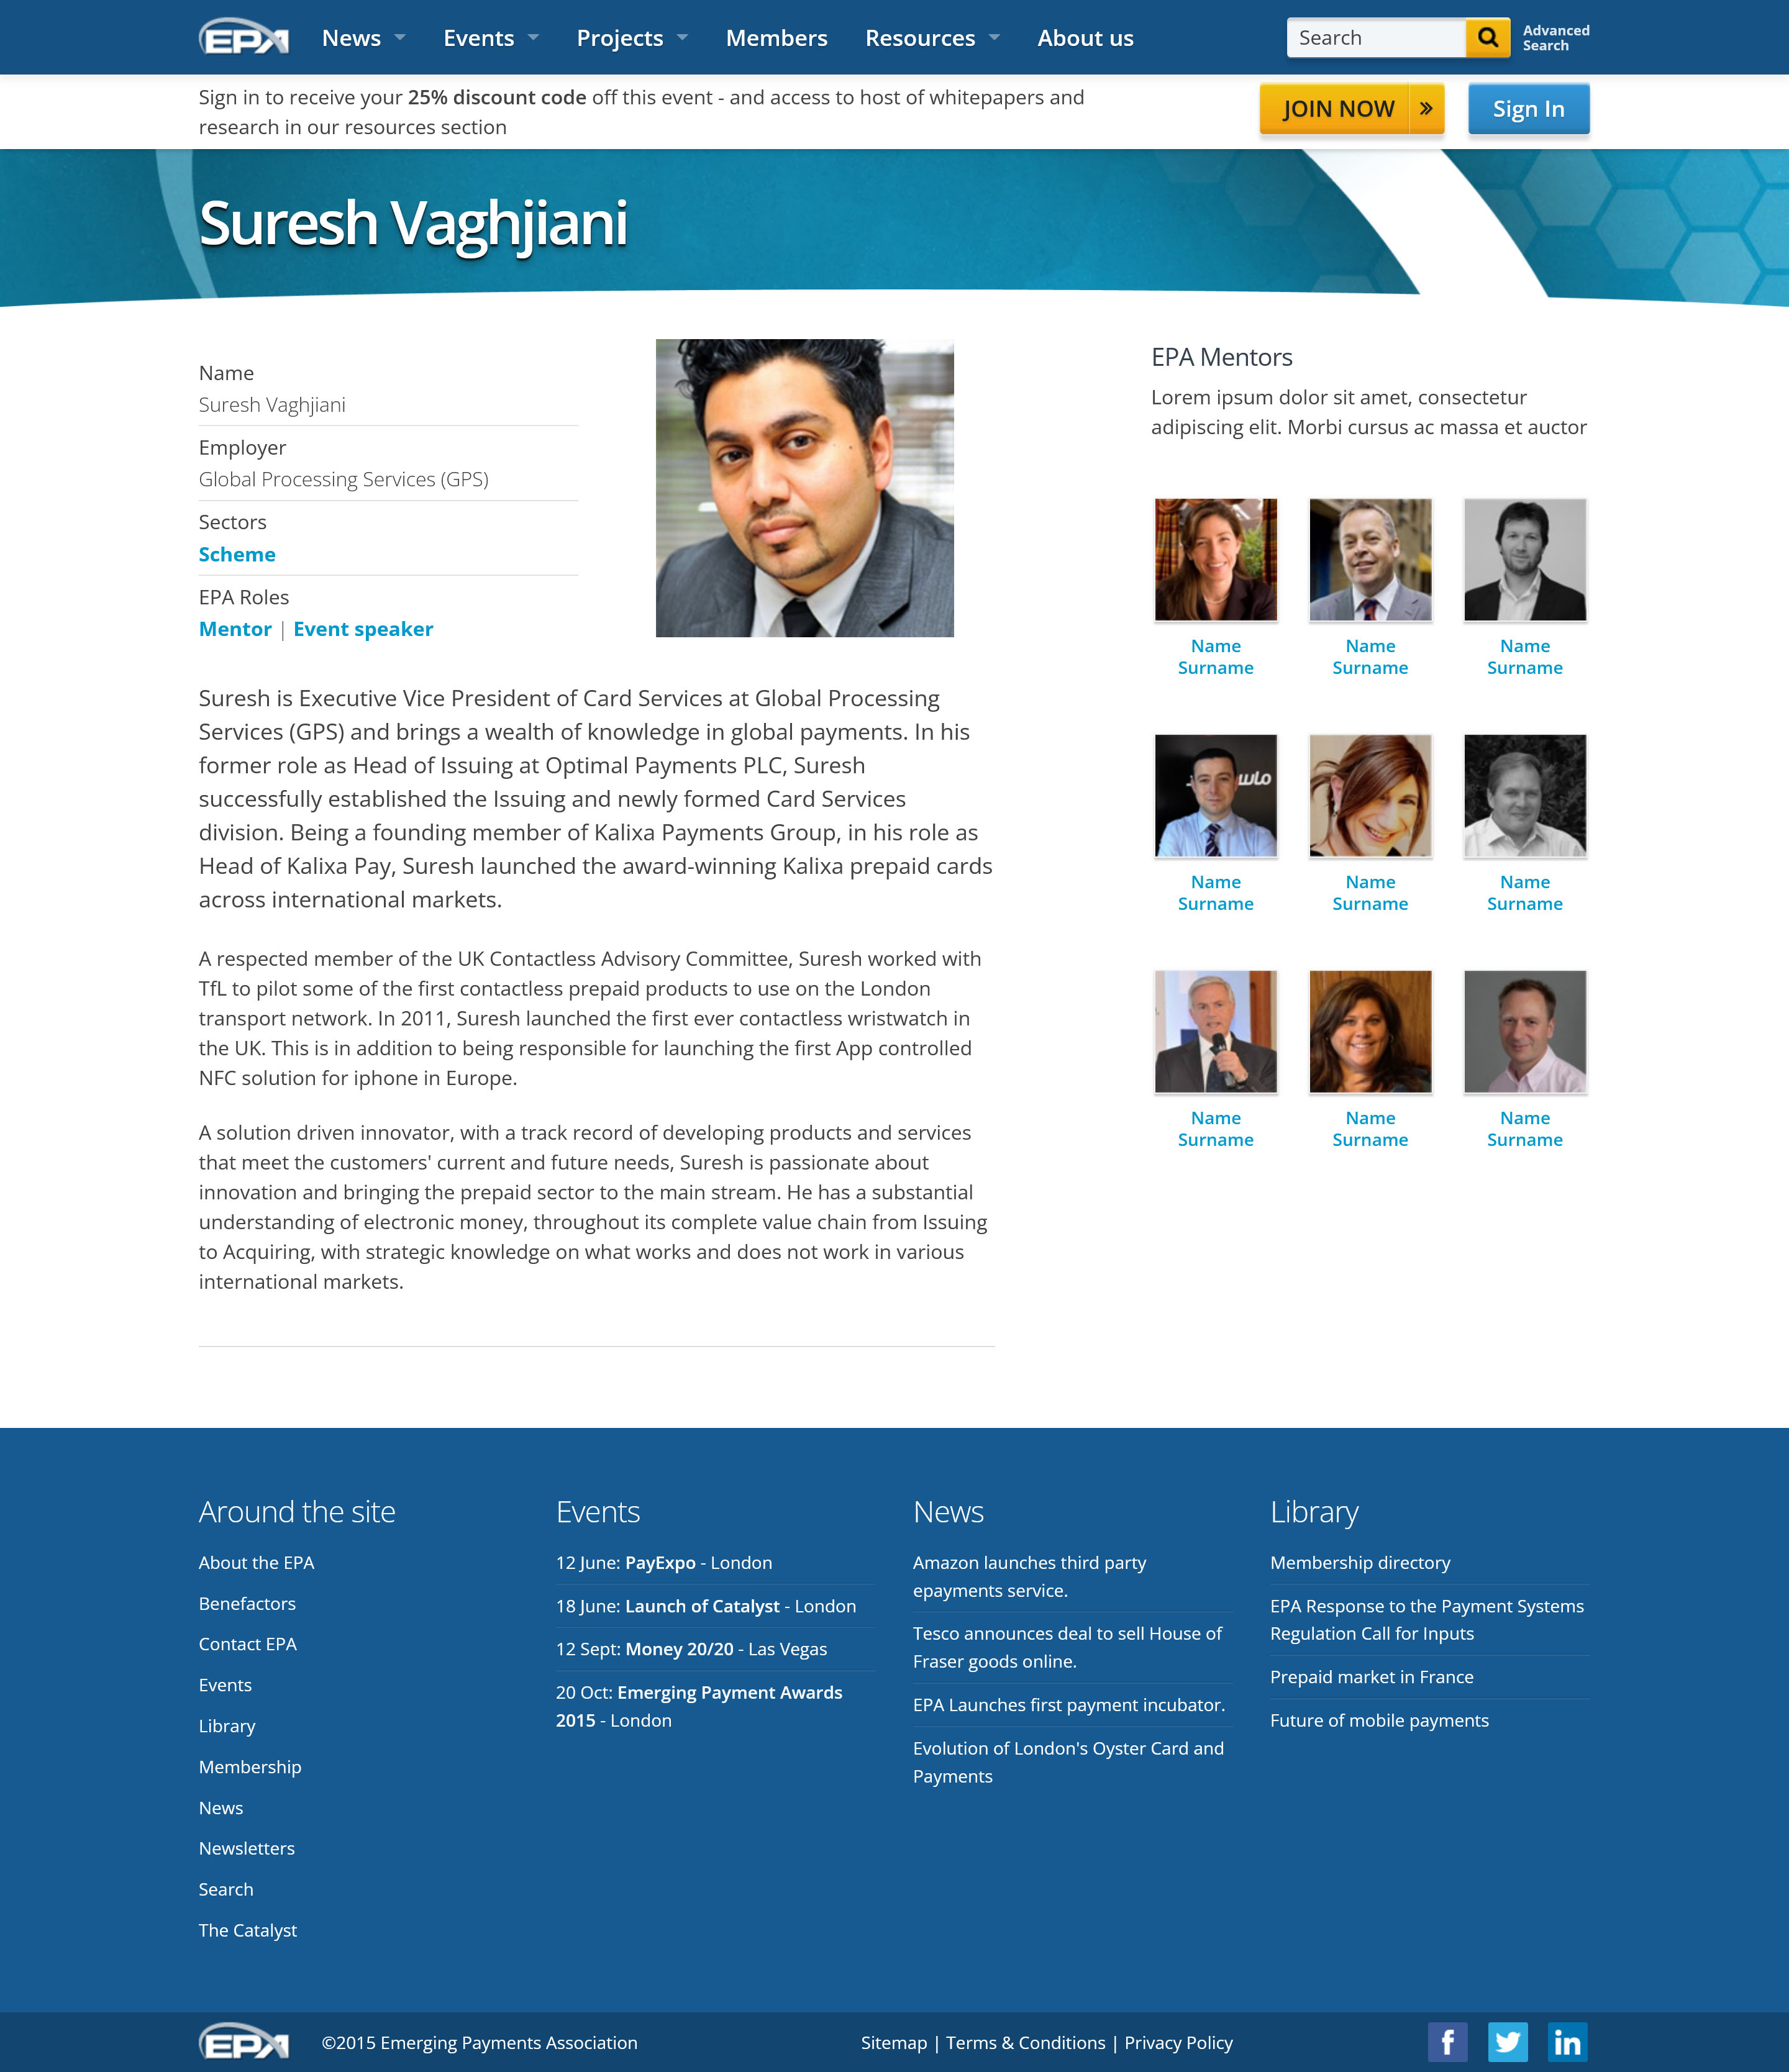 EPA
News
Events
Projects
Members
Resources
About us
Search
Advanced
Search
Sign in to receive your 25% discount code off this event - and access to host of whitepapers and
research in our resources section
JOIN NOW »
Sign In
Suresh Vaghjiani
Name
Suresh Vaghjiani
Employer
Global Processing Services (GPS)
Sectors
Scheme
EPA Roles
Mentor | Event speaker
Suresh is Executive Vice President of Card Services at Global Processing
Services (GPS) and brings a wealth of knowledge in global payments. In his
former role as Head of Issuing at Optimal Payments PLC, Suresh
successfully established the Issuing and newly formed Card Services
division. Being a founding member of Kalixa Payments Group, in his role as
Head of Kalixa Pay, Suresh launched the award-winning Kalixa prepaid cards
across international markets.
A respected member of the UK Contactless Advisory Committee, Suresh worked with
TfL to pilot some of the first contactless prepaid products to use on the London
transport network. In 2011, Suresh launched the first ever contactless wristwatch in
the UK. This is in addition to being responsible for launching the first App controlled
NFC solution for iphone in Europe.
A solution driven innovator, with a track record of developing products and services
that meet the customers' current and future needs, Suresh is passionate about
innovation and bringing the prepaid sector to the main stream. He has a substantial
understanding of electronic money, throughout its complete value chain from Issuing
to Acquiring, with strategic knowledge on what works and does not work in various
international markets.
EPA Mentors
Lorem ipsum dolor sit amet, consectetur
adipiscing elit. Morbi cursus ac massa et auctor
Name
Surname
Name
Surname
Name
Surname
Name
Surname
Name
Surname
Name
Surname
Name
Surname
Name
Surname
Name
Surname
Around the site
About the EPA
Benefactors
Contact EPA
Events
Library
Membership
News
Newsletters
Search
The Catalyst
Events
12 June: PayExpo - London
18 June: Launch of Catalyst - London
12 Sept: Money 20/20 - Las Vegas
20 Oct: Emerging Payment Awards
2015 - London
News
Amazon launches third party
epayments service.
Tesco announces deal to sell House of
Fraser goods online.
EPA Launches first payment incubator.
Evolution of London's Oyster Card and
Payments
Library
Membership directory
EPA Response to the Payment Systems
Regulation Call for Inputs
Prepaid market in France
Future of mobile payments
EPA
©2015 Emerging Payments Association
Sitemap | Terms & Conditions | Privacy Policy
f
in